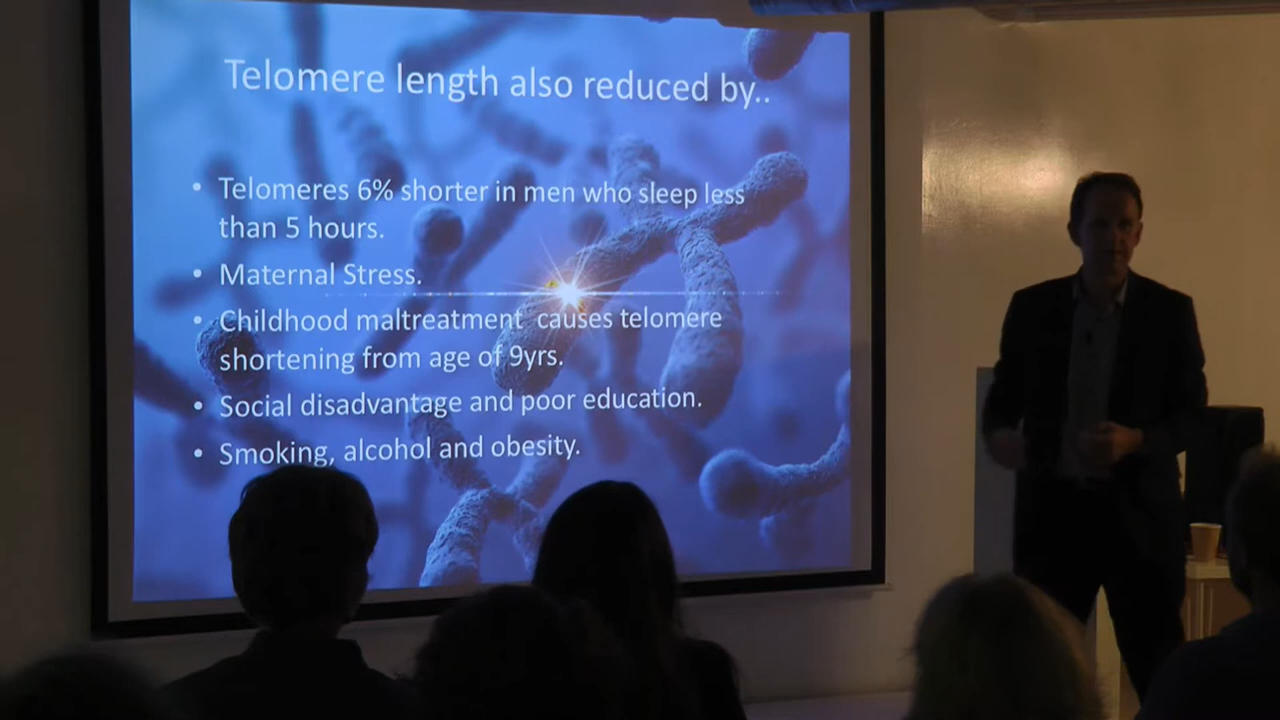 Telomere length also reduced by..
• Telomeres 6% shorter in men who sleep less
than 5 hours.
• Maternal Stress.
• Childhood maltreatment causes telomere
shortening from age of 9yrs.
• Social disadvantage and poor education.
• Smoking, alcohol and obesity.